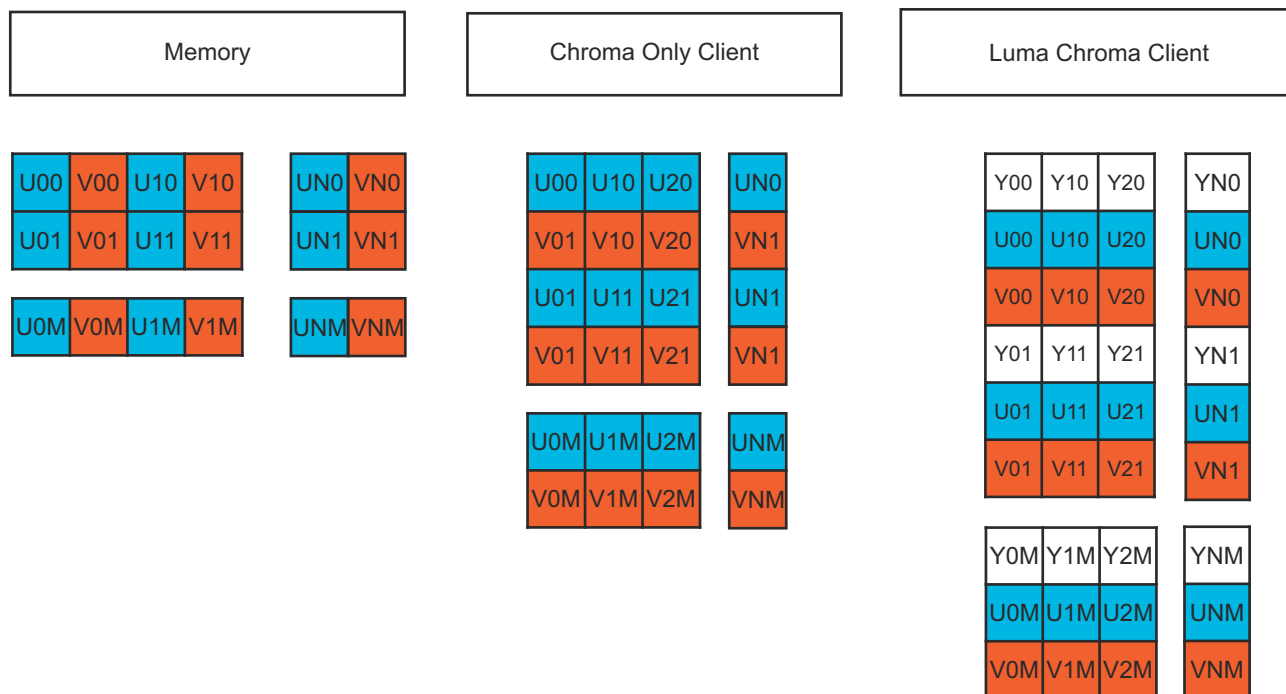 Memory
U00 V00 U10 V10 UN0 VN0
U01 V01 U11 V11 UN1 VN1
U0M V0M U1M V1M UNM VNM
Chroma Only Client
U00 U10 U20 UN0
V01 V10 V20 VN1
U01 U11 U21 UN1
V01 V11 V21 VN1
U0M U1M U2M UNM
V0M V1M V2M VNM
Luma Chroma Client
Y00 Y10 Y20 YN0
U00 U10 U20 UN0
V00 V10 V20 VN0
Y01 Y11 Y21 YN1
U01 U11 U21 UN1
V01 V11 V21 VN1
Y0M Y1M Y2M YNM
U0M U1M U2M UNM
V0M V1M V2M VNM